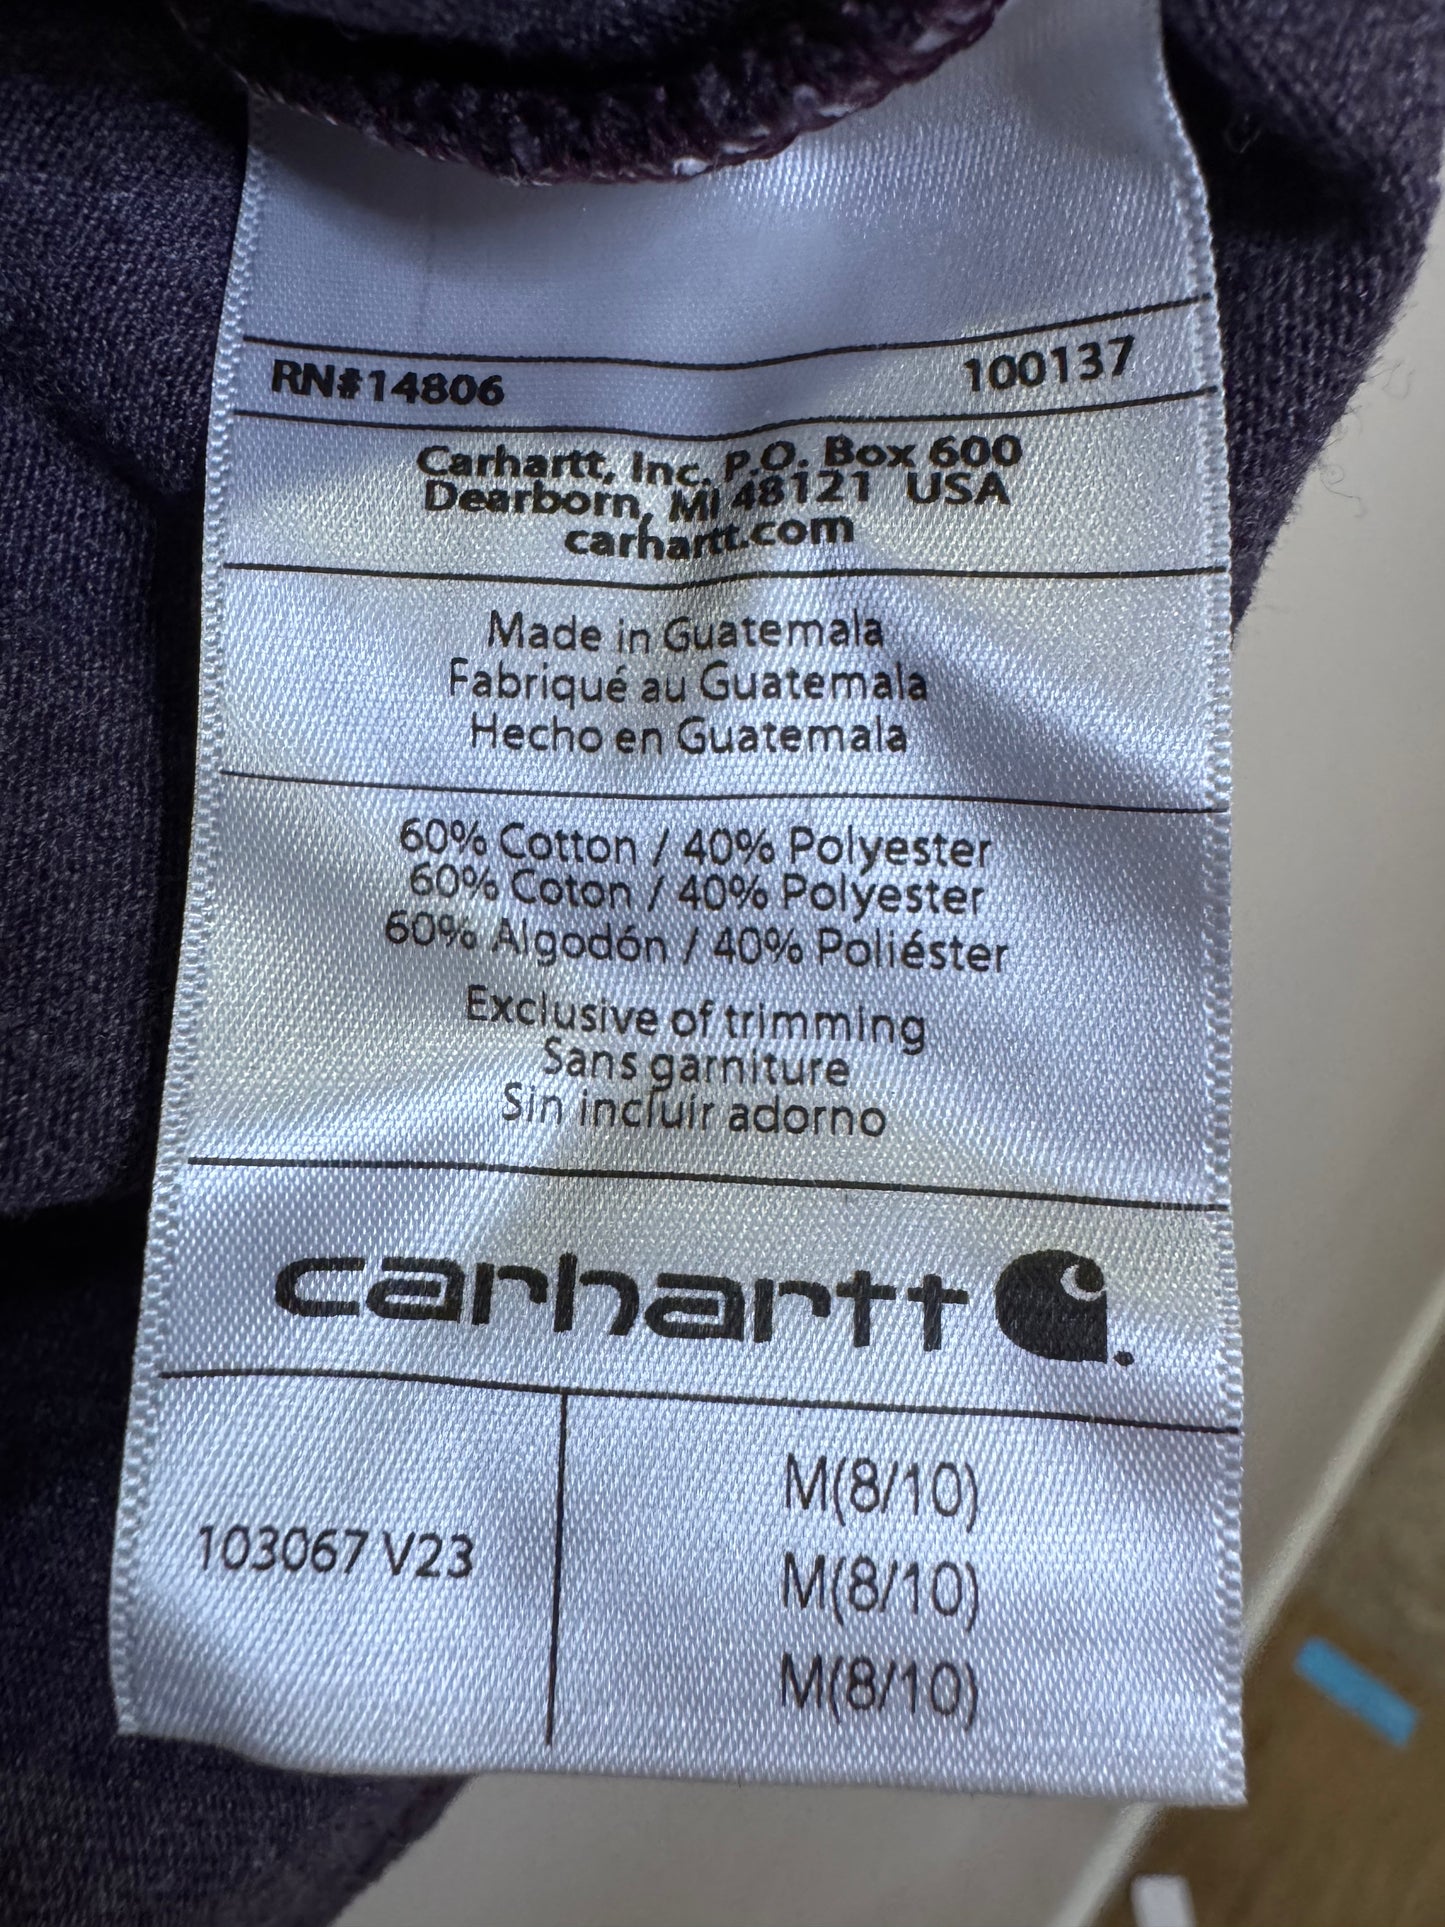 RN#14806 100137
Carhartt, Inc. P.O. Box 600
Dearborn, MI 48121 USA
carhartt.com
Made in Guatemala
Fabriqué au Guatemala
Hecho en Guatemala
60% Cotton / 40% Polyester
60% Coton / 40% Polyester
60% Algodón / 40% Poliéster
Exclusive of trimming
Sans garniture
Sin incluir adorno
carhartt
103067 V23
M(8/10)
M(8/10)
M(8/10)